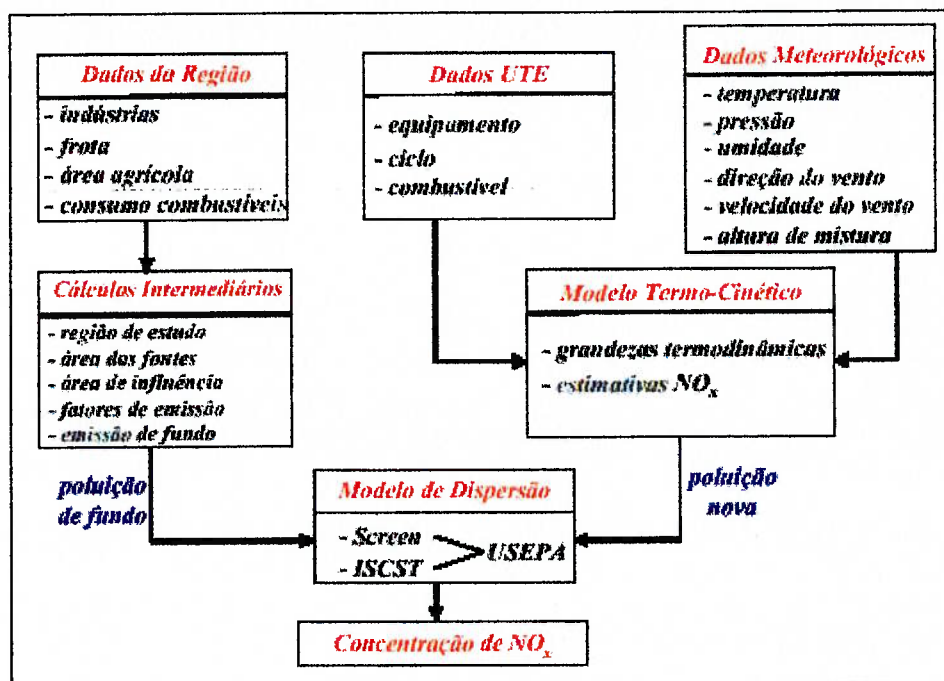 Dados da Região
- indústrias
- frota
- área agrícola
- consumo combustíveis
Dados UTE
- equipamento
- ciclo
- combustível
Dados Meteorológicos
- temperatura
- pressão
- umidade
- direção do vento
- velocidade do vento
- altura de mistura
Cálculos Intermediários
- região de estudo
- área das fontes
- área de influência
- fatores de emissão
- emissão de fundo
Modelo Termo-Cinético
- grandezas termodinâmicas
- estimativas NOx
poluição
de fundo
poluição
nova
Modelo de Dispersão
- Screen
- ISCST
USEPA
Concentração de NOx